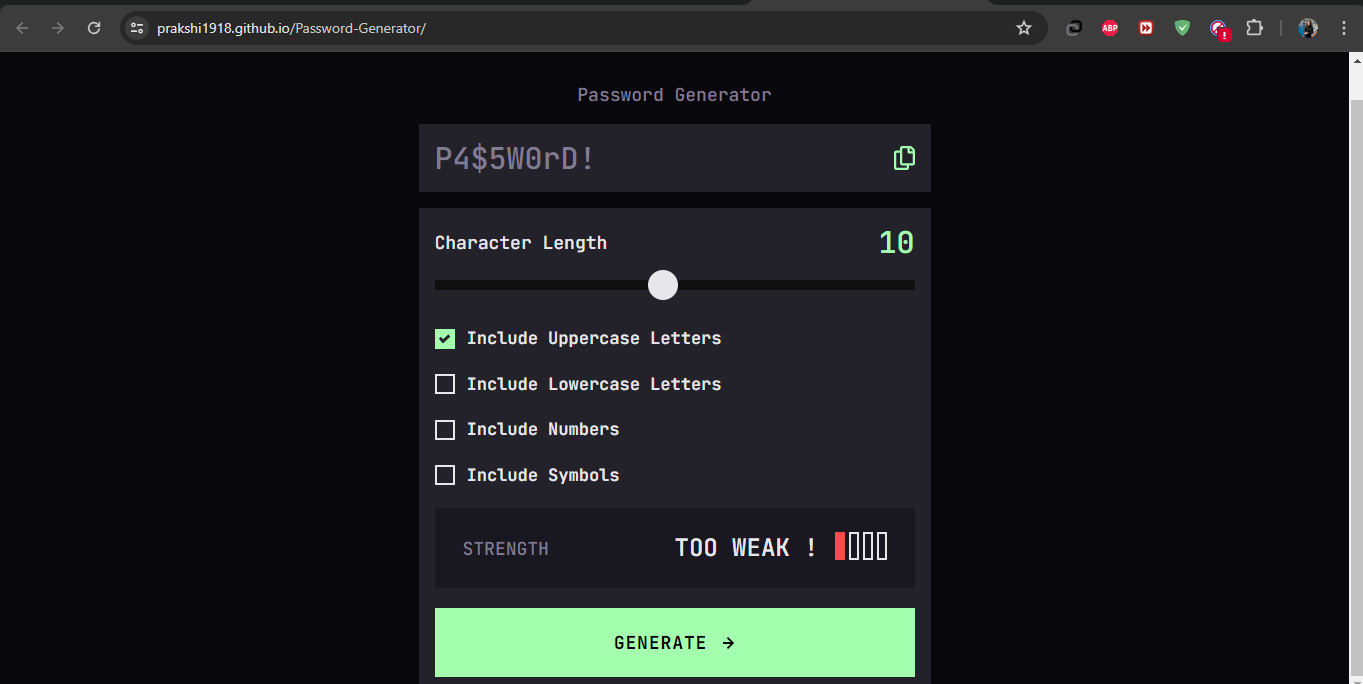 prakshi1918.github.io/Password-Generator/
ABP
Password Generator
P4$5W0rD!
Character Length
10
Include Uppercase Letters
Include Lowercase Letters
Include Numbers
Include Symbols
STRENGTH
TOO WEAK !
GENERATE →